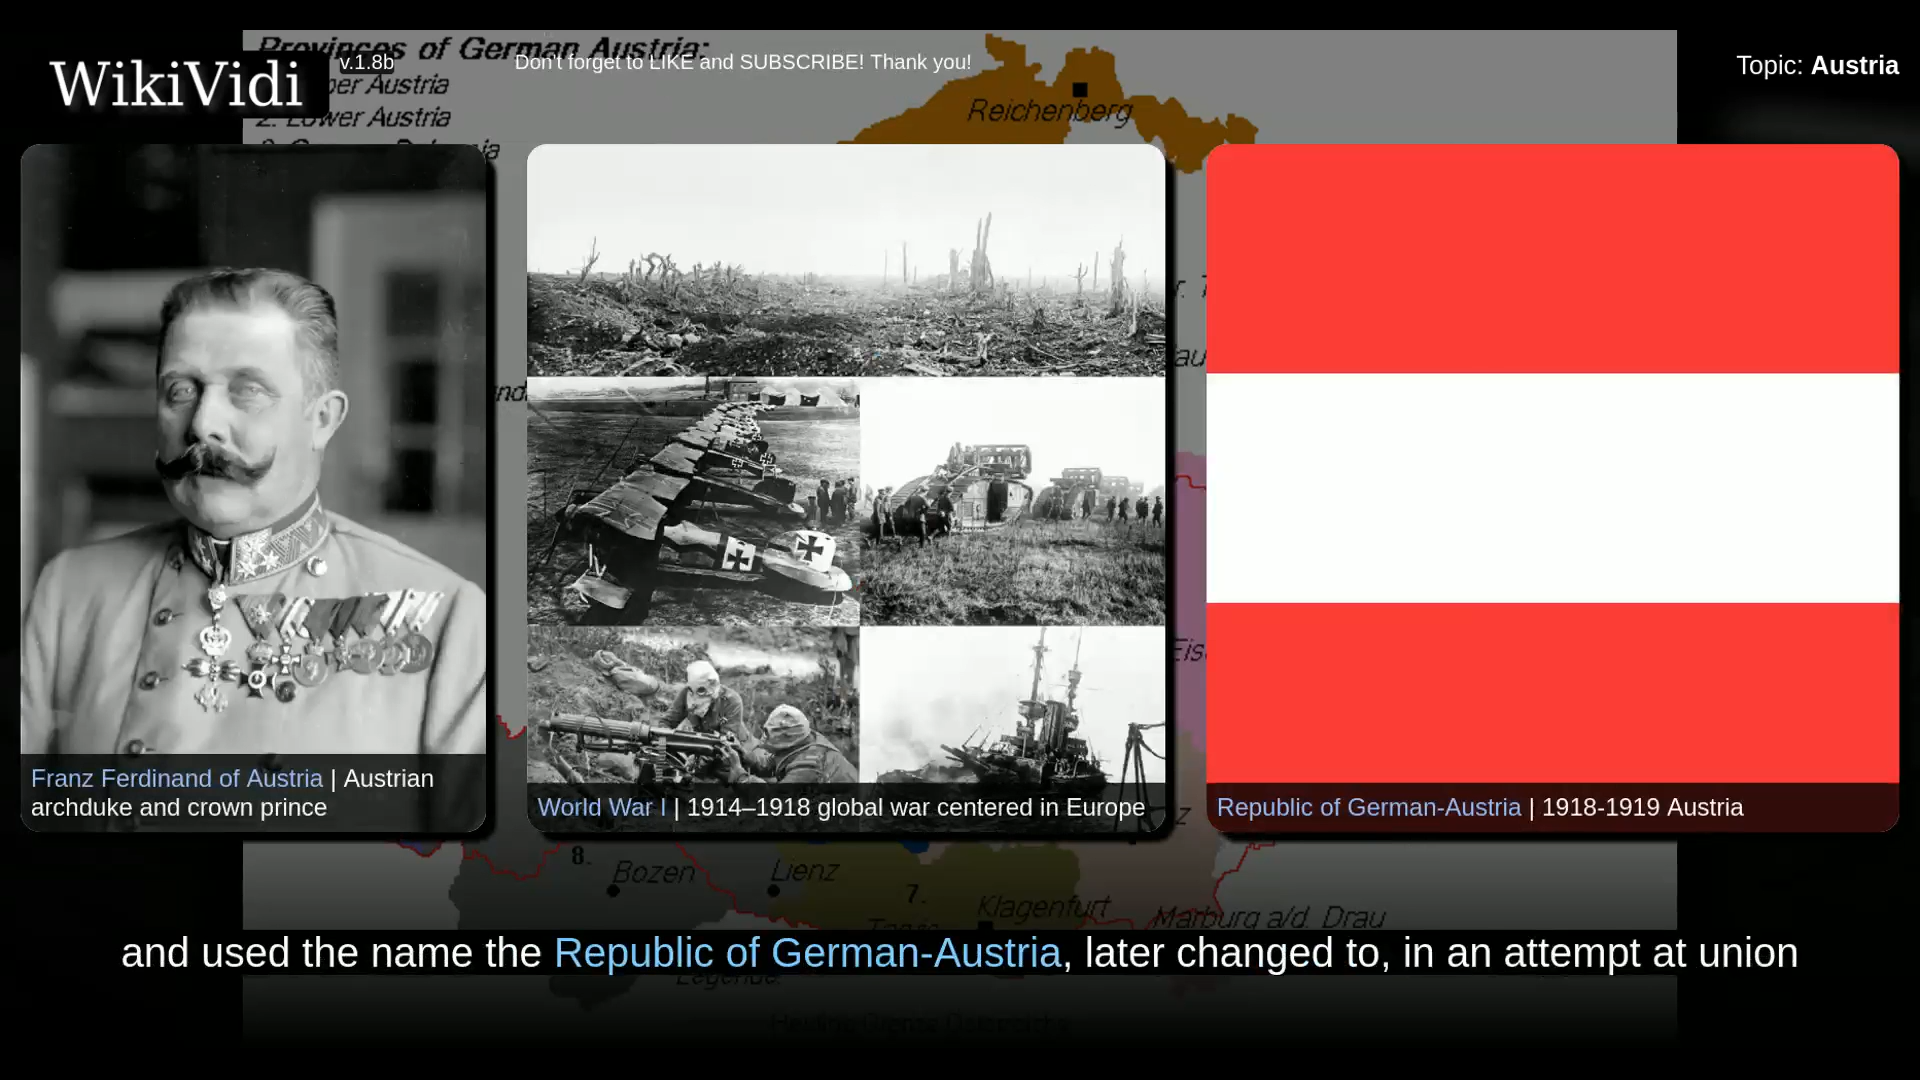 Provinces of German Austria:
WikiVidi
v.1.8b
Don't forget to LIKE and SUBSCRIBE! Thank you!
Topic: Austria
Austria
2. Lower Austria
Reichenberg
Franz Ferdinand of Austria | Austrian
archduke and crown prince
World War I | 1914–1918 global war centered in Europe
Republic of German-Austria | 1918-1919 Austria
8.
Bozen
Lienz
7.
Klagenfurt
Marburg a/d. Drau
and used the name the Republic of German-Austria, later changed to, in an attempt at union